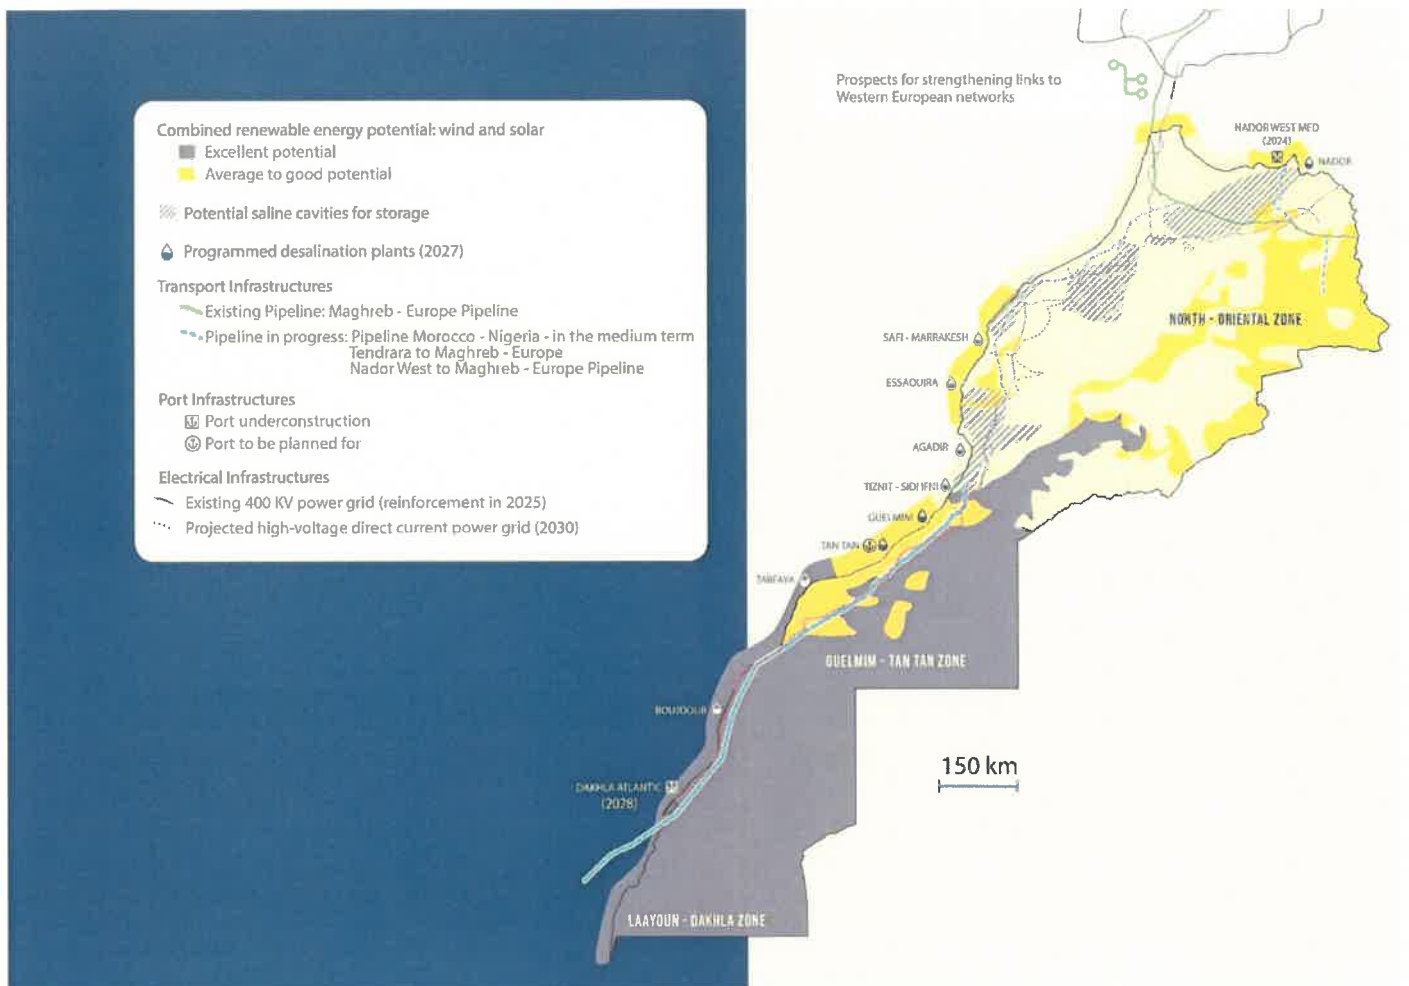 Prospects for strengthening links to
Western European networks
Combined renewable energy potential: wind and solar
Excellent potential
Average to good potential
Potential saline cavities for storage
Programmed desalination plants (2027)
Transport Infrastructures
Existing Pipeline: Maghreb - Europe Pipeline
Pipeline in progress: Pipeline Morocco - Nigeria - in the medium term
Tendrara to Maghreb - Europe
Nador West to Maghreb - Europe Pipeline
Port Infrastructures
Port underconstruction
Port to be planned for
Electrical Infrastructures
Existing 400 KV power grid (reinforcement in 2025)
Projected high-voltage direct current power grid (2030)
NADOR WEST MED
(2024)
NADOR
NORTH - ORIENTAL ZONE
SAFI - MARRAKESH
ESSAOUIRA
AGADIR
TIZNIT - SIDI IFNI
GUELMINI
TAN TAN
TARFAYA
GUELMIM - TAN TAN ZONE
BOUJDOUR
150 km
DAKHLA ATLANTIC
(2028)
LAAYOUN - DAKHLA ZONE